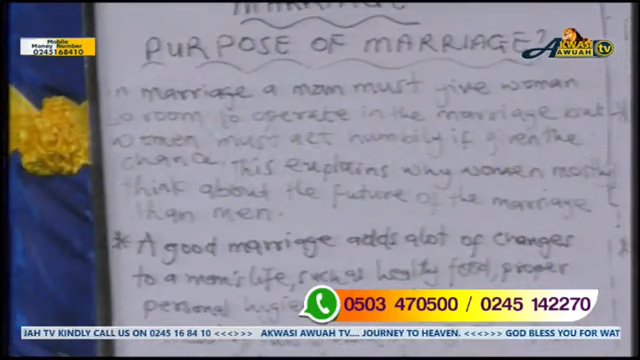 MARRIAGE
Mobile
Money Number
0245168410
AKWASI
AWUAH tv
PURPOSE OF MARRIAGE?
In marriage a man must give woman
room to operate in the marriage but
women must act humbly if given the
chance. This explains why women mostly
think about the future of the marriage
than men.
* A good marriage adds alot of changes
to a man's life, such as healty food, proper
personal
0503 470500 / 0245 142270
JAH TV KINDLY CALL US ON 0245 16 84 10 <<<>>> AKWASI AWUAH TV.... JOURNEY TO HEAVEN. <<<>>> GOD BLESS YOU FOR WAT